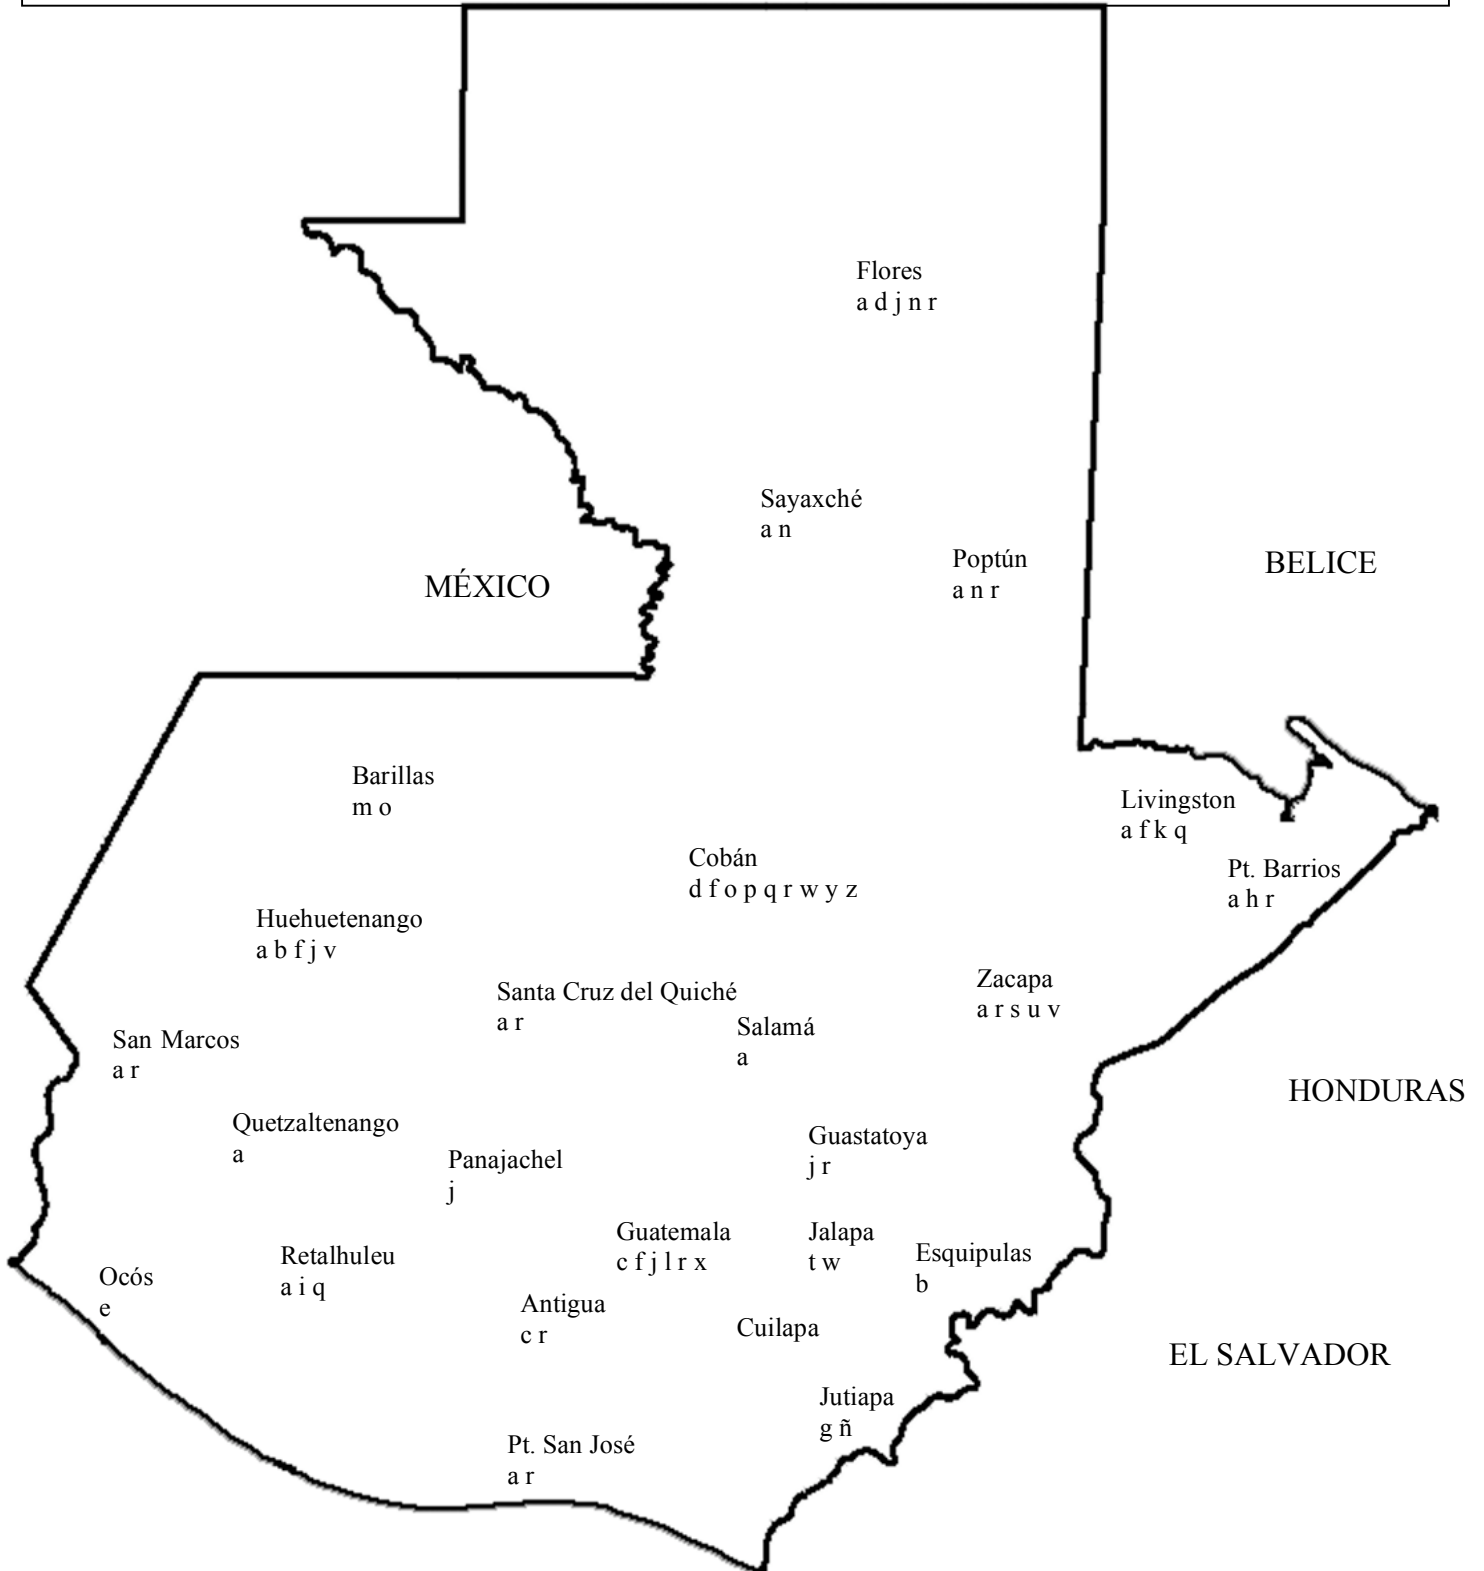 Flores
a d j n r
Sayaxché
a n
Poptún
a n r
BELICE
MÉXICO
Barillas
m o
Livingston
a f k q
Cobán
d f o p q r w y z
Pt. Barrios
a h r
Huehuetenango
a b f j v
Santa Cruz del Quiché
a r
Zacapa
a r s u v
Salamá
a
San Marcos
a r
HONDURAS
Quetzaltenango
a
Guastatoya
j r
Panajachel
j
Guatemala
c f j l r x
Jalapa
t w
Esquipulas
b
Retalhuleu
a i q
Ocós
e
Antigua
c r
Cuilapa
EL SALVADOR
Jutiapa
g ñ
Pt. San José
a r